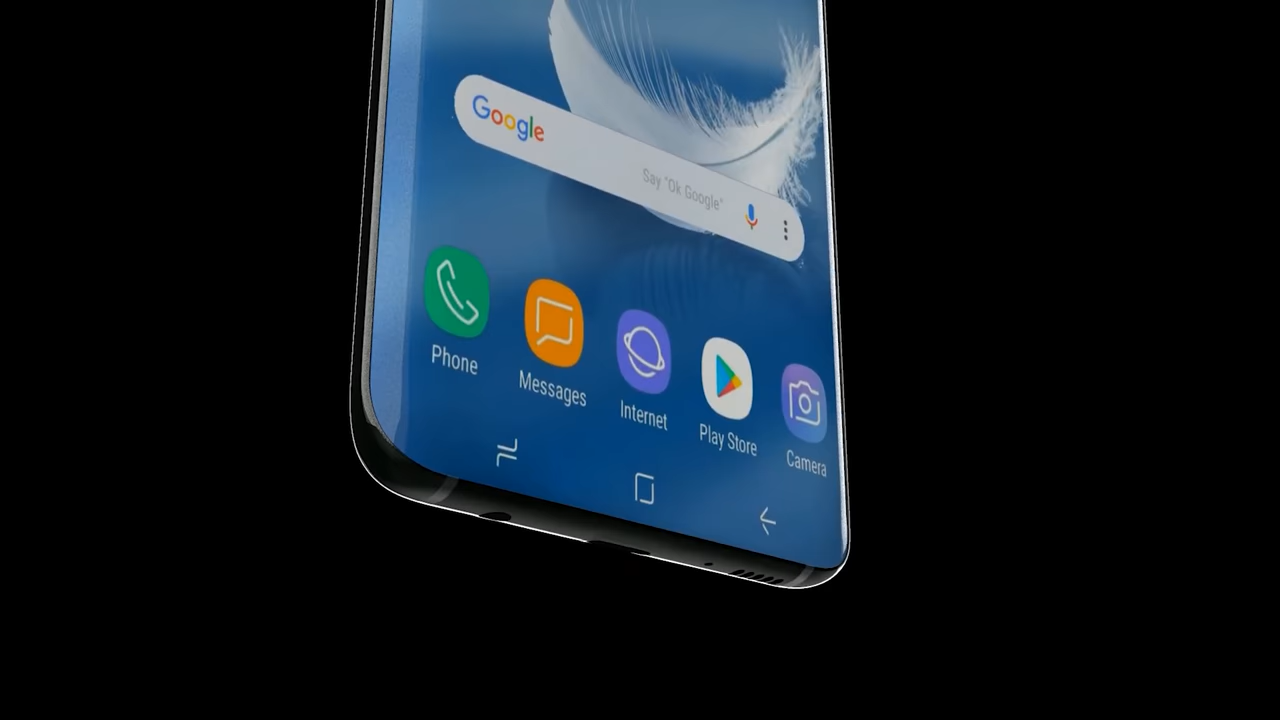 Google
Say "Ok Google"
Phone
Messages
Internet
Play Store
Camera